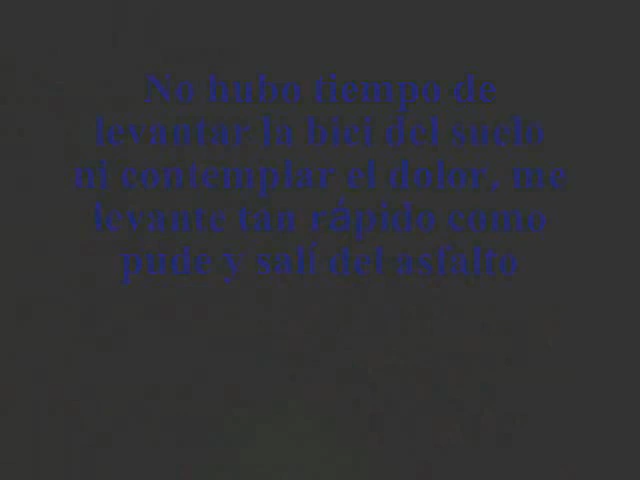 No hubo tiempo de
levantar la bici del suelo
ni contemplar el dolor, me
levante tan rápido como
pude y salí del asfalto